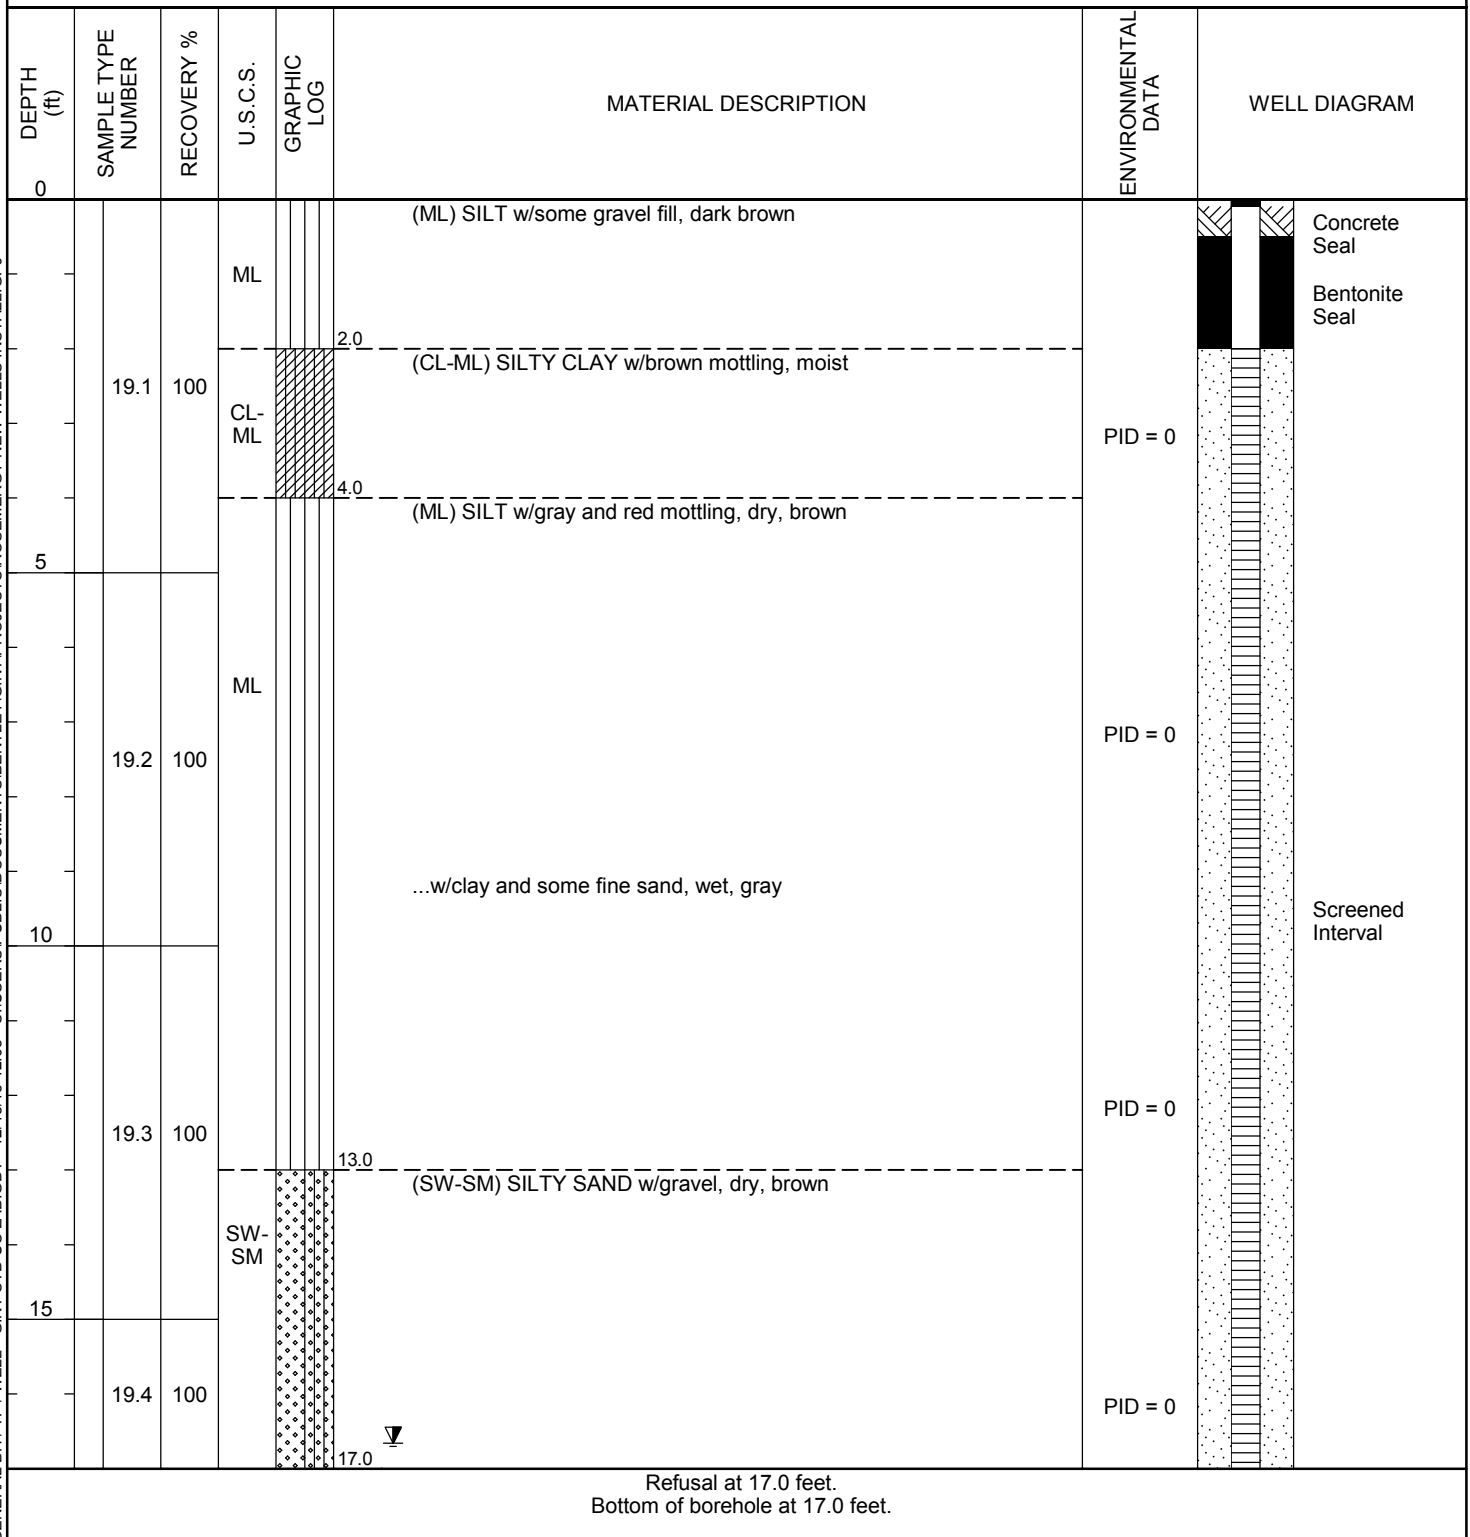 DEPTH
(ft)
SAMPLE TYPE
NUMBER
RECOVERY %
U.S.C.S.
GRAPHIC
LOG
MATERIAL DESCRIPTION
ENVIRONMENTAL
DATA
WELL DIAGRAM
0
(ML) SILT w/some gravel fill, dark brown
Concrete
Seal
ML
Bentonite
Seal
2.0
(CL-ML) SILTY CLAY w/brown mottling, moist
19.1 100
CL-
ML
PID = 0
4.0
(ML) SILT w/gray and red mottling, dry, brown
5
ML
PID = 0
19.2 100
...w/clay and some fine sand, wet, gray
Screened
Interval
10
PID = 0
19.3 100
13.0
(SW-SM) SILTY SAND w/gravel, dry, brown
SW-
SM
15
19.4 100
PID = 0
17.0
Refusal at 17.0 feet.
Bottom of borehole at 17.0 feet.